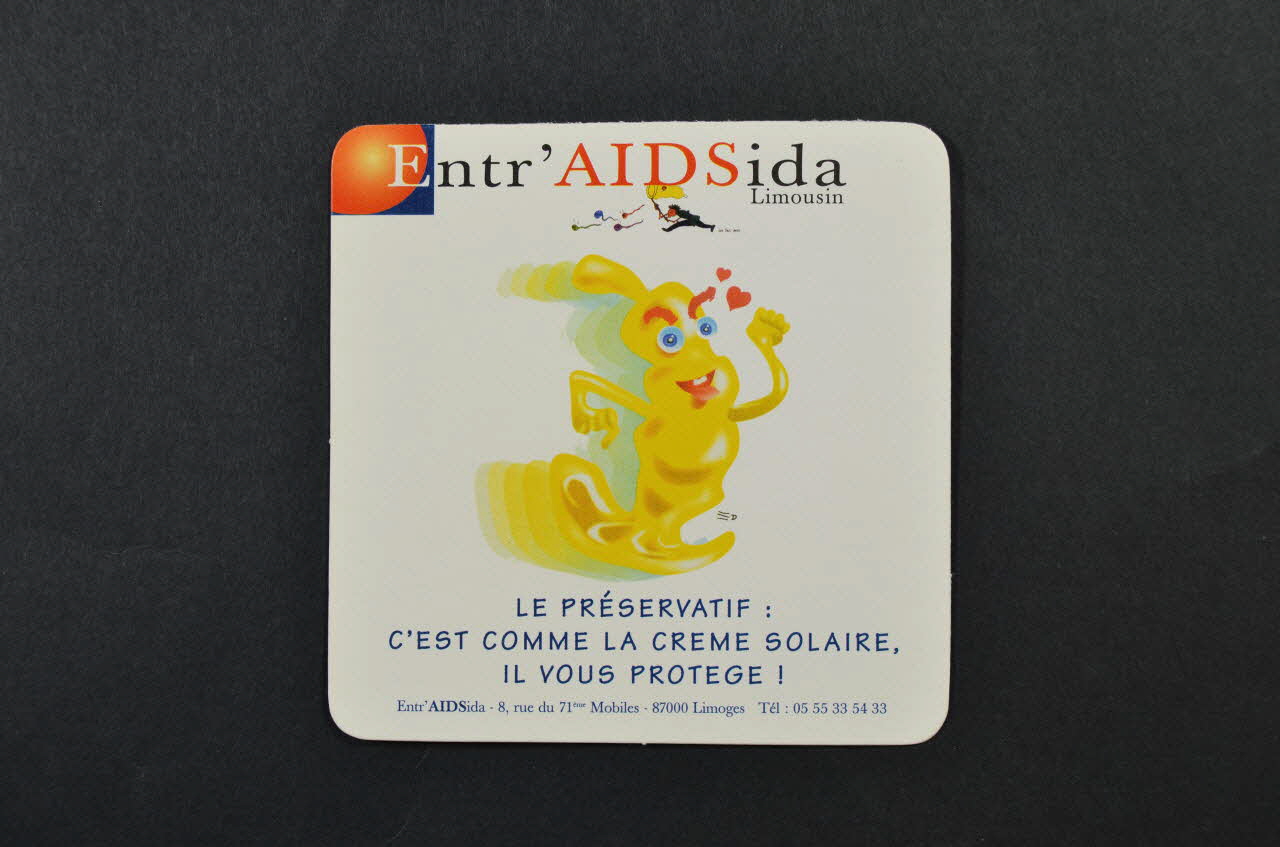 Entr'AIDSida
Limousin
LE PRÉSERVATIF :
C'EST COMME LA CREME SOLAIRE,
IL VOUS PROTEGE !
Entr'AIDSida - 8, rue du 71ème Mobiles - 87000 Limoges Tél : 05 55 33 54 33